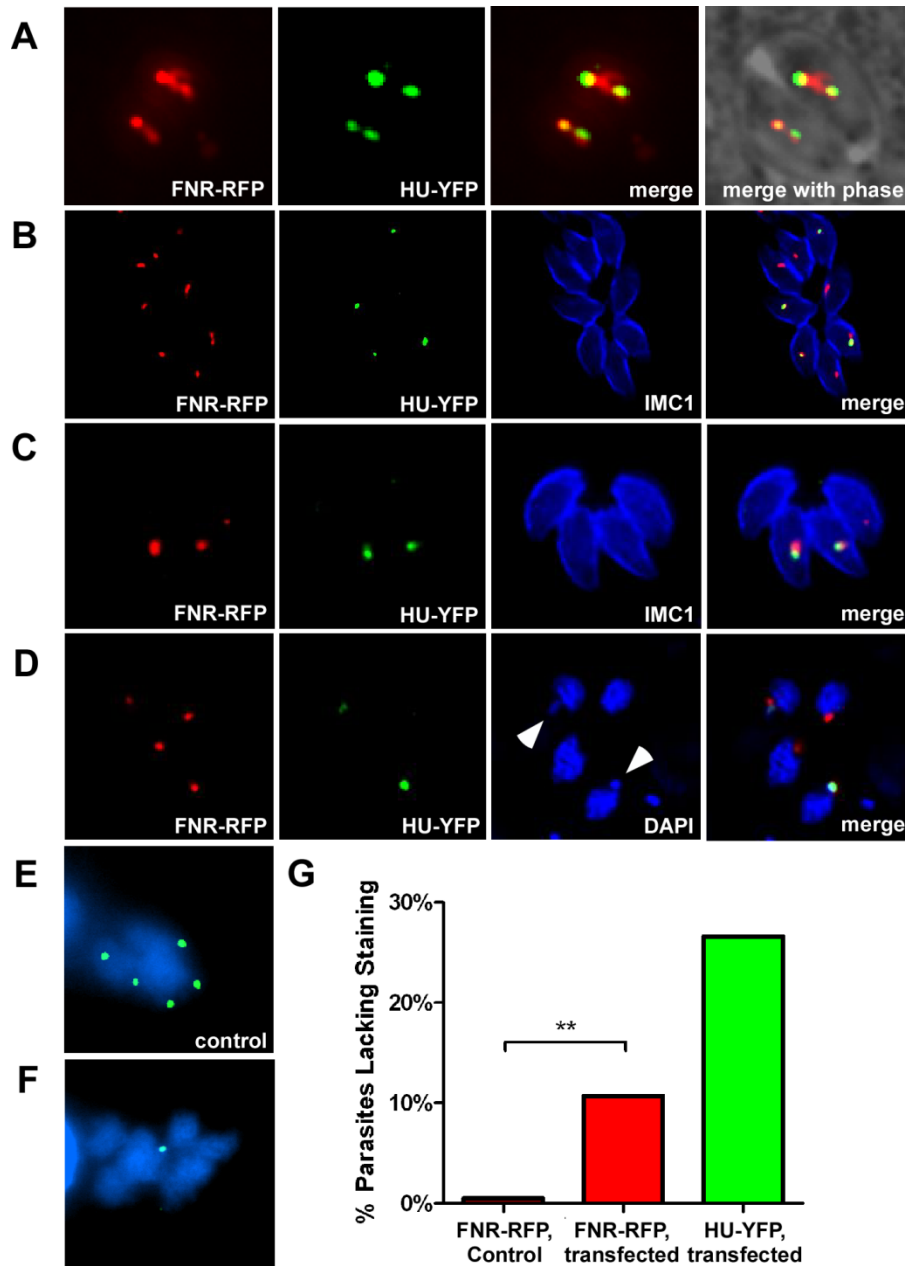 A
FNR-RFP
HU-YFP
merge
merge with phase
B
FNR-RFP
HU-YFP
IMC1
merge
C
FNR-RFP
HU-YFP
IMC1
merge
D
FNR-RFP
HU-YFP
DAPI
merge
E
control
F
G
% Parasites Lacking Staining
30%
20%
10%
0%
**
FNR-RFP,
Control
FNR-RFP,
transfected
HU-YFP,
transfected